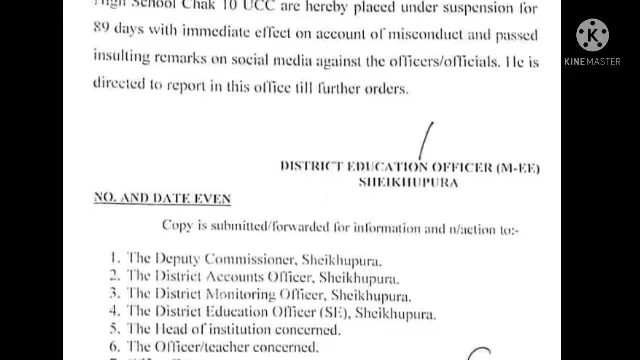 High School Chak 10 UCC are hereby placed under suspension for
89 days with immediate effect on account of misconduct and passed
insulting remarks on social media against the officers/officials. He is
directed to report in this office till further orders.
DISTRICT EDUCATION OFFICER (M-EE)
SHEIKHUPURA
NO. AND DATE EVEN
Copy is submitted/forwarded for information and n/action to:-
1. The Deputy Commissioner, Sheikhupura.
2. The District Accounts Officer, Sheikhupura.
3. The District Monitoring Officer, Sheikhupura.
4. The District Education Officer (SE), Sheikhupura.
5. The Head of institution concerned.
6. The Officer/teacher concerned.
KINEMASTER